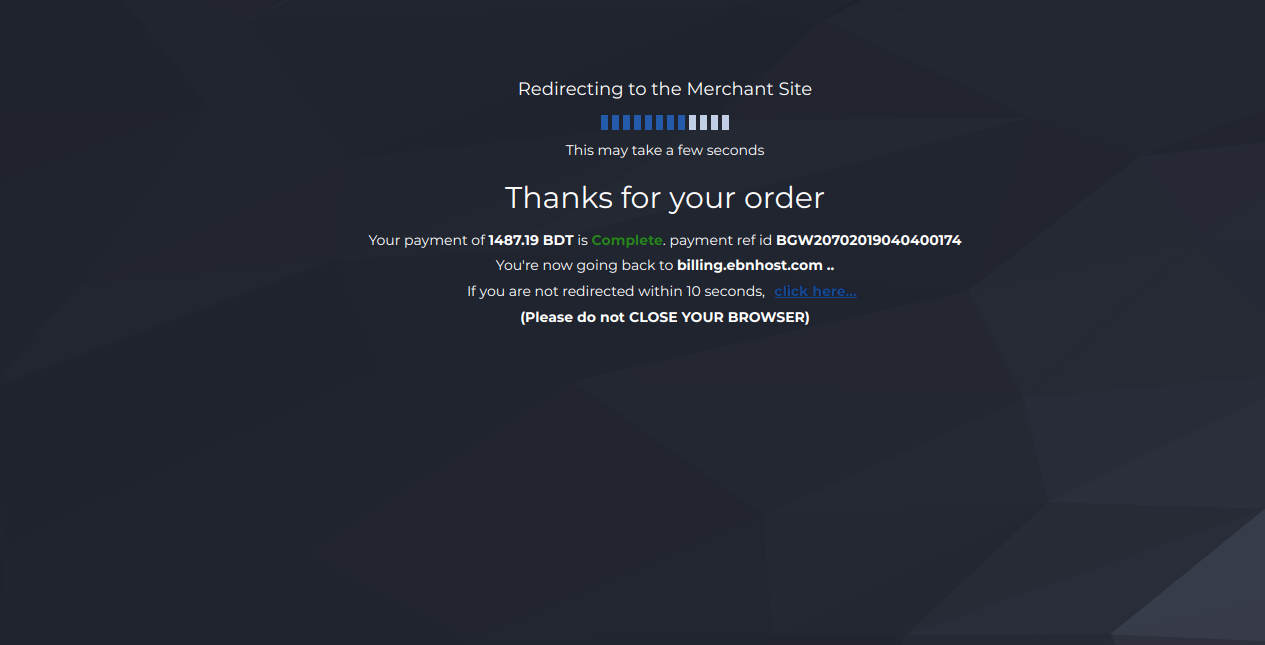 Redirecting to the Merchant Site
This may take a few seconds
Thanks for your order
Your payment of 1487.19 BDT is Complete. payment ref id BGW20702019040400174
You're now going back to billing.ebnhost.com ..
If you are not redirected within 10 seconds, click here...
(Please do not CLOSE YOUR BROWSER)